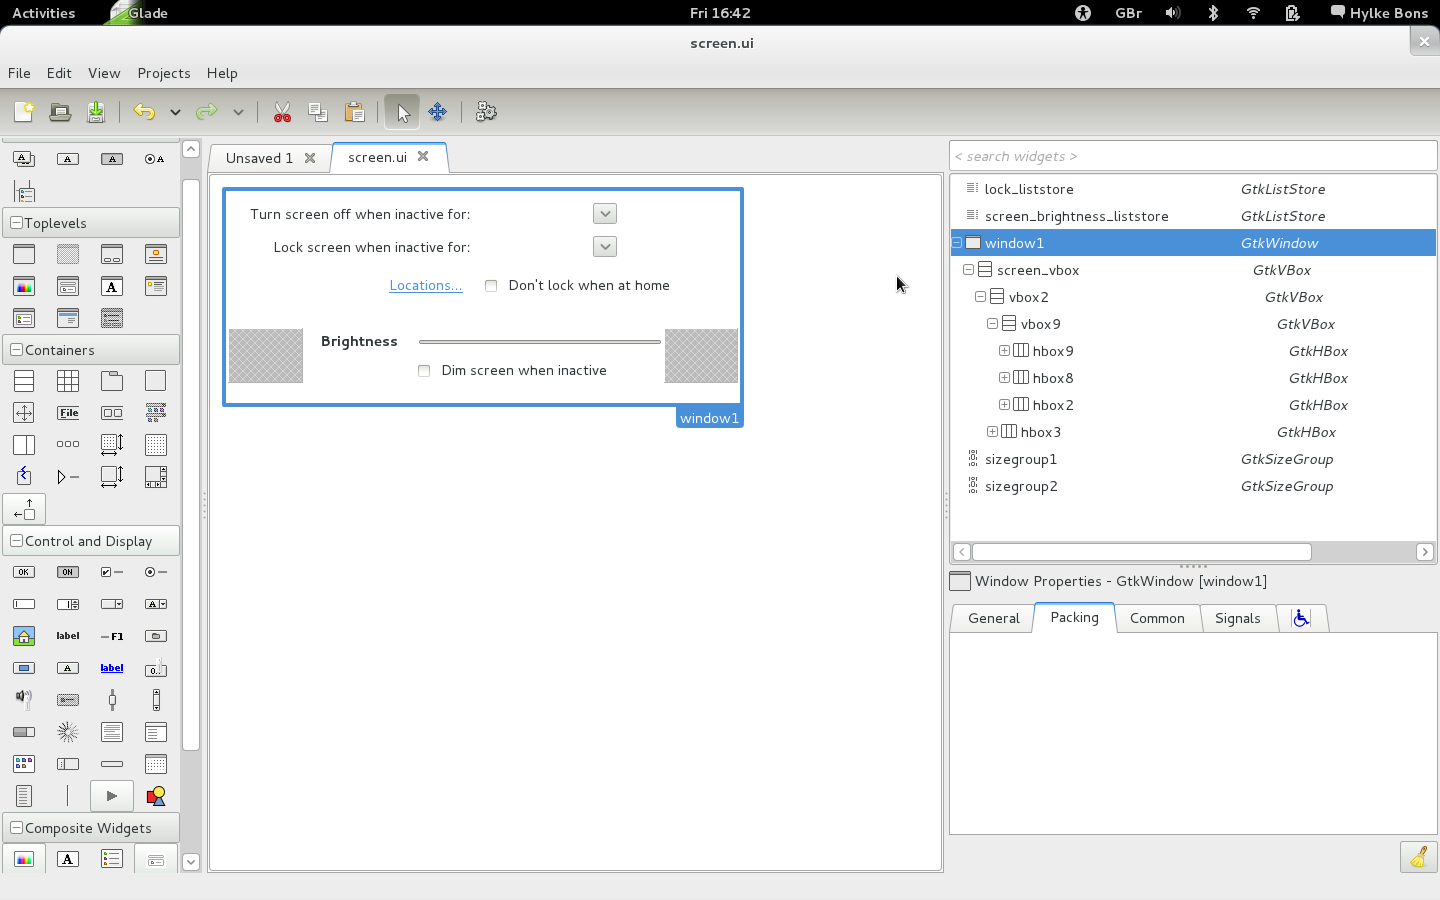 Activities Glade Fri 16:42 GBr Hylke Bons
screen.ui
File Edit View Projects Help
Unsaved 1 screen.ui
Toplevels
Containers
File
Control and Display
OK ON
label F1
label
Composite Widgets
Turn screen off when inactive for:
Lock screen when inactive for:
Locations... Don't lock when at home
Brightness
Dim screen when inactive
window1
< search widgets >
lock_liststore GtkListStore
screen_brightness_liststore GtkListStore
window1 GtkWindow
screen_vbox GtkVBox
vbox2 GtkVBox
vbox9 GtkVBox
hbox9 GtkHBox
hbox8 GtkHBox
hbox2 GtkHBox
hbox3 GtkHBox
sizegroup1 GtkSizeGroup
sizegroup2 GtkSizeGroup
Window Properties - GtkWindow [window1]
General Packing Common Signals